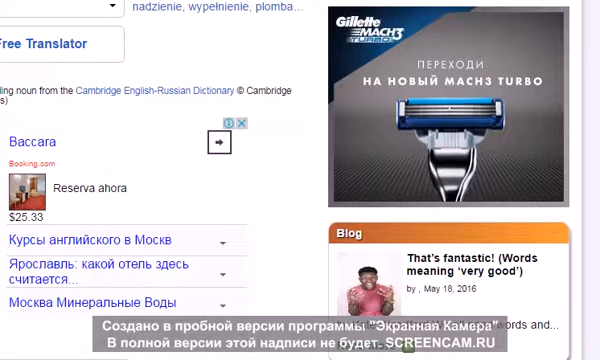 nadzienie, wypełnienie, plomba…
Free Translator
ling noun from the Cambridge English-Russian Dictionary © Cambridge
s)
Baccara
Booking.com
Reserva ahora
$25.33
Курсы английского в Москв
Ярославль: какой отель здесь
считается...
Москва Минеральные Воды
Gillette
MACH3
TURBO
ПЕРЕХОДИ
НА НОВЫЙ MACH3 TURBO
Blog
That’s fantastic! (Words
meaning ‘very good’)
by , May 18, 2016
words and...
Создано в пробной версии программы "Экранная Камера"
В полной версии этой надписи не будет. SCREENCAM.RU